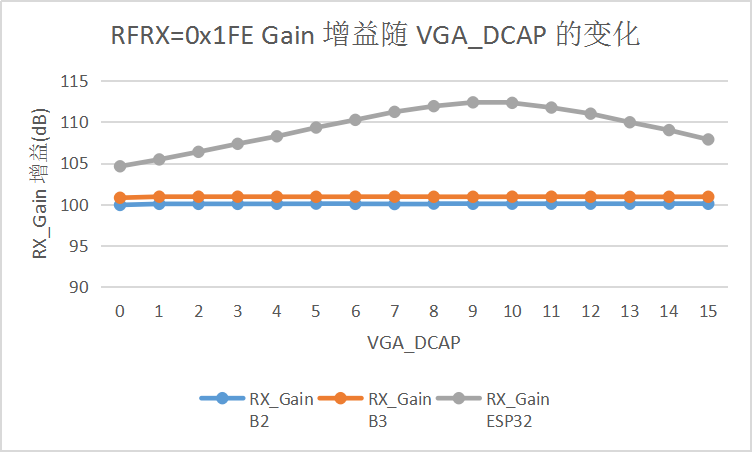 RFRX=0x1FE Gain 增益随 VGA_DCAP 的变化
RX_Gain 增益(dB)
115
110
105
100
95
90
0 1 2 3 4 5 6 7 8 9 10 11 12 13 14 15
VGA_DCAP
RX_Gain B2
RX_Gain B3
RX_Gain ESP32